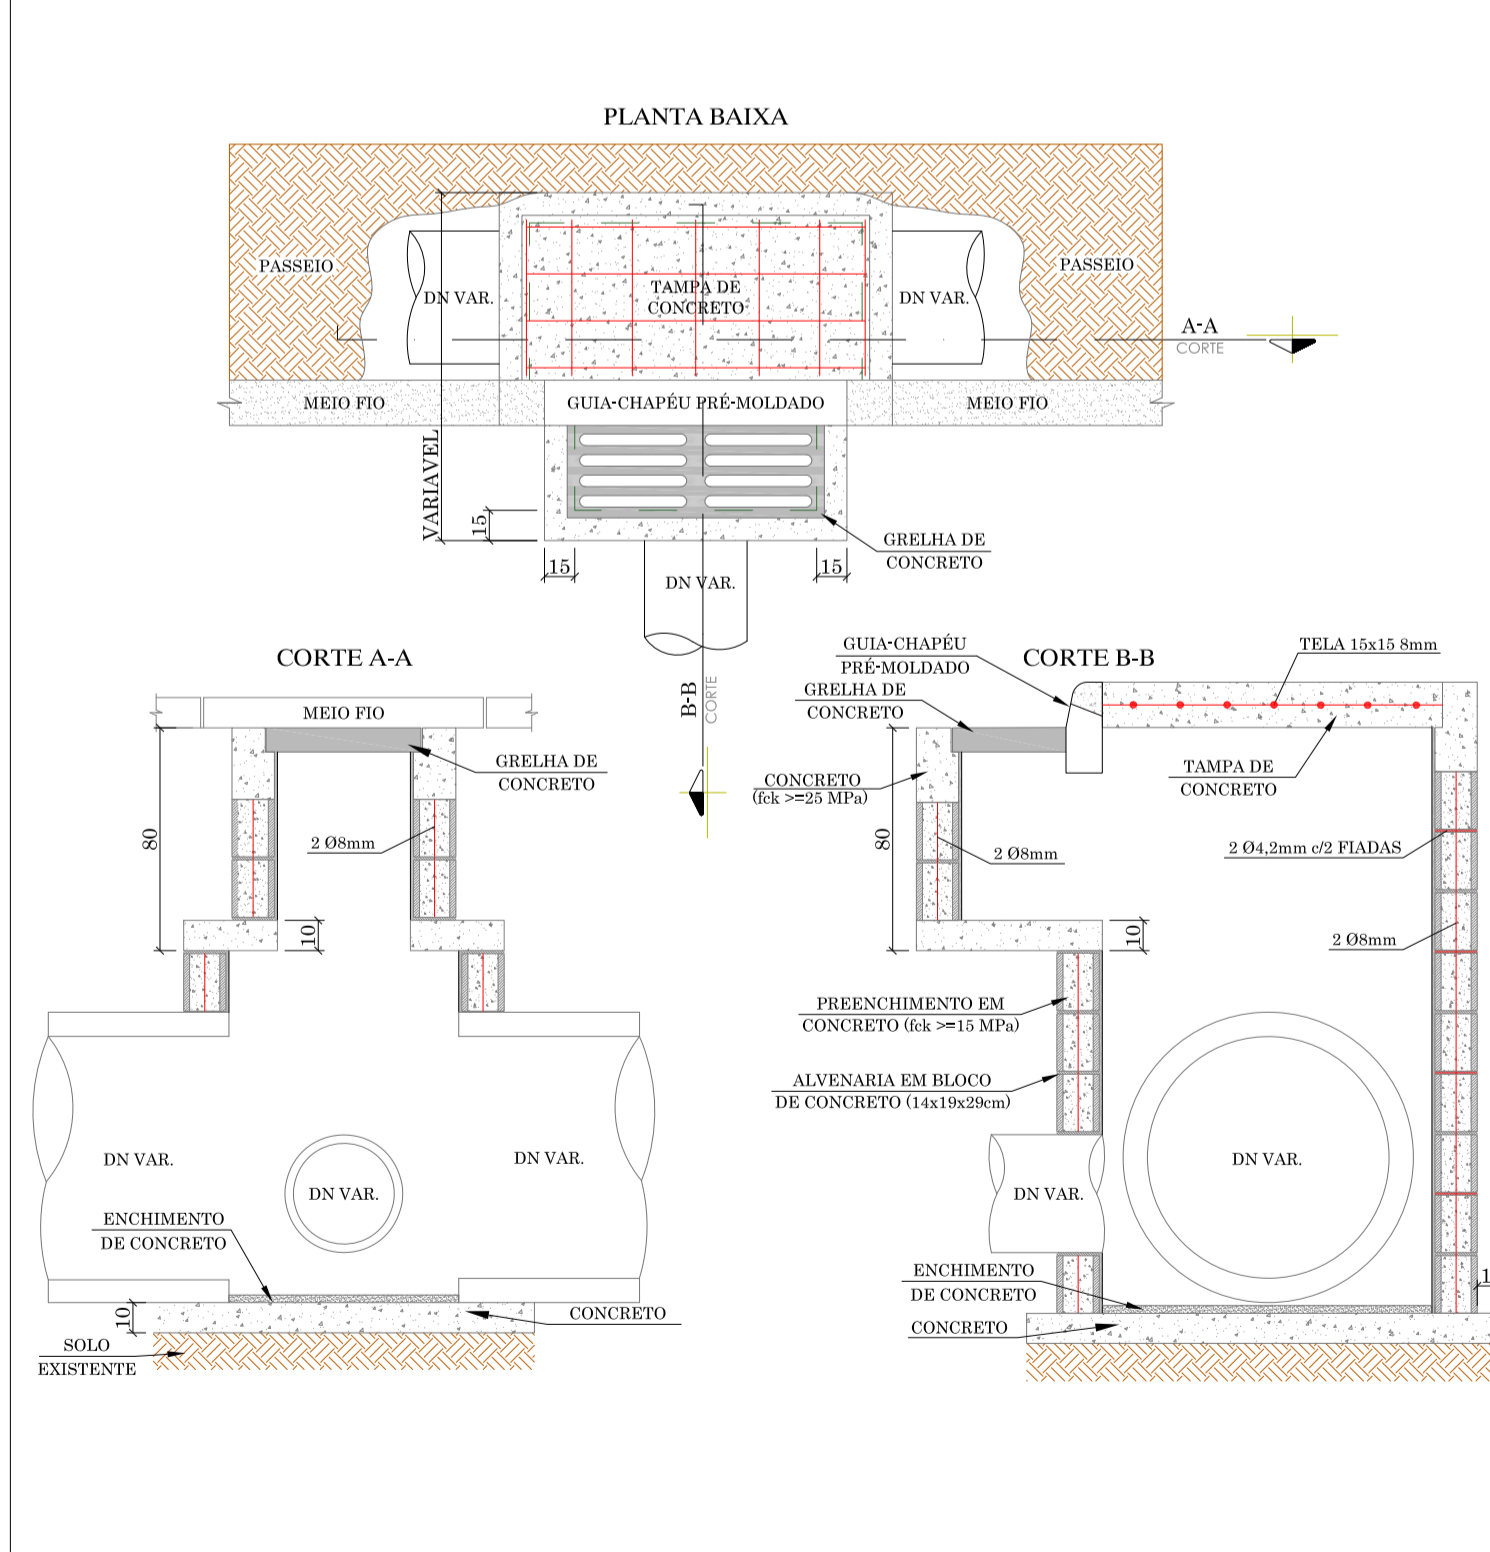 PLANTA BAIXA
PASSEIO
PASSEIO
DN VAR.
TAMPA DE
CONCRETO
DN VAR.
A-A
CORTE
MEIO FIO
GUIA-CHAPÉU PRÉ-MOLDADO
MEIO FIO
VARIAVEL
15
GRELHA DE
CONCRETO
15
15
DN VAR.
B-B
CORTE
CORTE A-A
MEIO FIO
GRELHA DE
CONCRETO
80
2 Ø8mm
10
DN VAR.
DN VAR.
DN VAR.
ENCHIMENTO
DE CONCRETO
10
CONCRETO
SOLO
EXISTENTE
GUIA-CHAPÉU
PRÉ-MOLDADO
CORTE B-B
TELA 15x15 8mm
GRELHA DE
CONCRETO
CONCRETO
(fck >=25 MPa)
TAMPA DE
CONCRETO
80
2 Ø8mm
2 Ø4,2mm c/2 FIADAS
10
2 Ø8mm
PREENCHIMENTO EM
CONCRETO (fck >=15 MPa)
ALVENARIA EM BLOCO
DE CONCRETO (14x19x29cm)
DN VAR.
DN VAR.
ENCHIMENTO
DE CONCRETO
CONCRETO